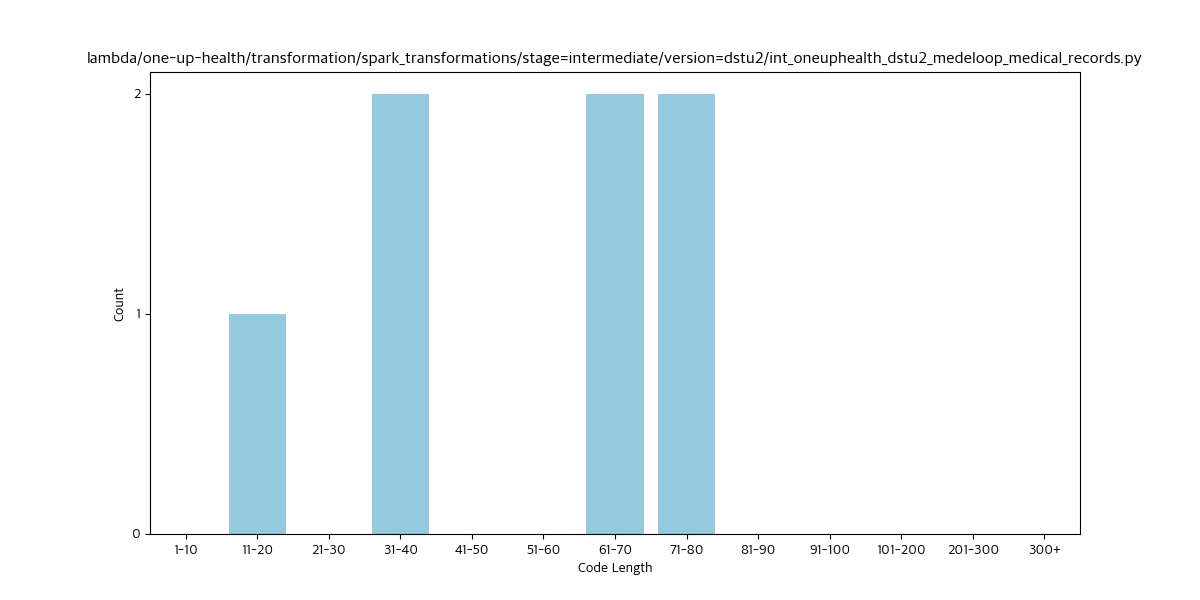 lambda/one-up-health/transformation/spark_transformations/stage=intermediate/version=dstu2/int_oneuphealth_dstu2_medeloop_medical_records.py
2
1
0
Count
1-10 11-20 21-30 31-40 41-50 51-60 61-70 71-80 81-90 91-100 101-200 201-300 300+
Code Length